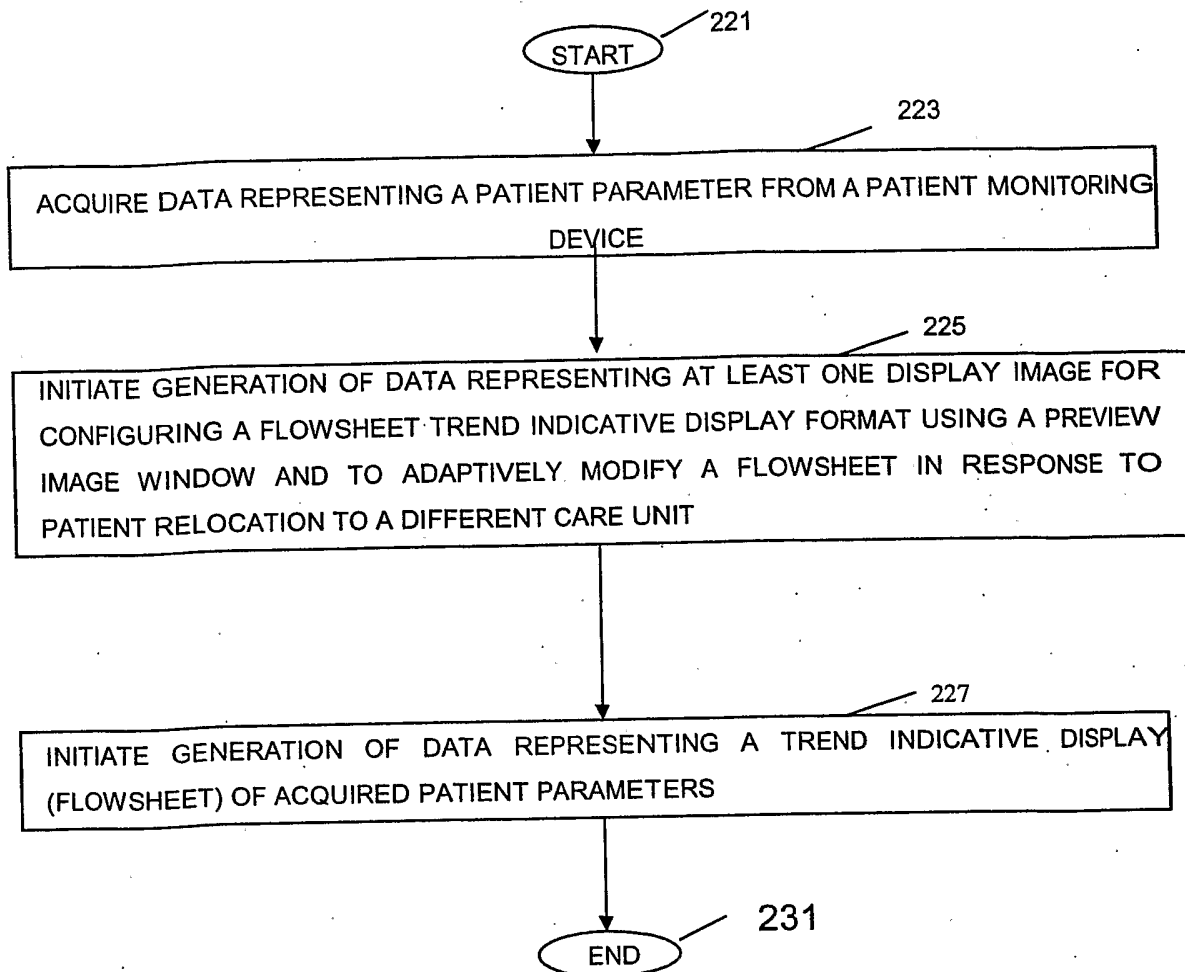 221
START
223
ACQUIRE DATA REPRESENTING A PATIENT PARAMETER FROM A PATIENT MONITORING
DEVICE
225
INITIATE GENERATION OF DATA REPRESENTING AT LEAST ONE DISPLAY IMAGE FOR
CONFIGURING A FLOWSHEET TREND INDICATIVE DISPLAY FORMAT USING A PREVIEW
IMAGE WINDOW AND TO ADAPTIVELY MODIFY A FLOWSHEET IN RESPONSE TO
PATIENT RELOCATION TO A DIFFERENT CARE UNIT
227
INITIATE GENERATION OF DATA REPRESENTING A TREND INDICATIVE DISPLAY
(FLOWSHEET) OF ACQUIRED PATIENT PARAMETERS
231
END